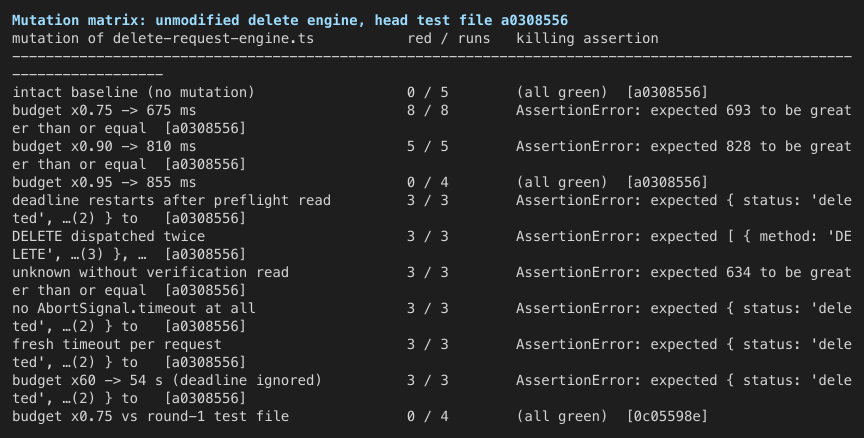 Mutation matrix: unmodified delete engine, head test file a0308556
mutation of delete-request-engine.ts          red / runs   killing assertion
─────────────────────────────────────────────────────────────────────────────────────────────────────
──────────────────
intact baseline (no mutation)                 0 / 5        (all green)  [a0308556]
budget x0.75 -> 675 ms                        8 / 8        AssertionError: expected 693 to be great
er than or equal  [a0308556]
budget x0.90 -> 810 ms                        5 / 5        AssertionError: expected 828 to be great
er than or equal  [a0308556]
budget x0.95 -> 855 ms                        0 / 4        (all green)  [a0308556]
deadline restarts after preflight read        3 / 3        AssertionError: expected { status: 'dele
ted', …(2) } to   [a0308556]
DELETE dispatched twice                       3 / 3        AssertionError: expected [ { method: 'DE
LETE', …(3) }, …  [a0308556]
unknown without verification read             3 / 3        AssertionError: expected 634 to be great
er than or equal  [a0308556]
no AbortSignal.timeout at all                 3 / 3        AssertionError: expected { status: 'dele
ted', …(2) } to   [a0308556]
fresh timeout per request                     3 / 3        AssertionError: expected { status: 'dele
ted', …(2) } to   [a0308556]
budget x60 -> 54 s (deadline ignored)         3 / 3        AssertionError: expected { status: 'dele
ted', …(2) } to   [a0308556]
budget x0.75 vs round-1 test file             0 / 4        (all green)  [0c05598e]